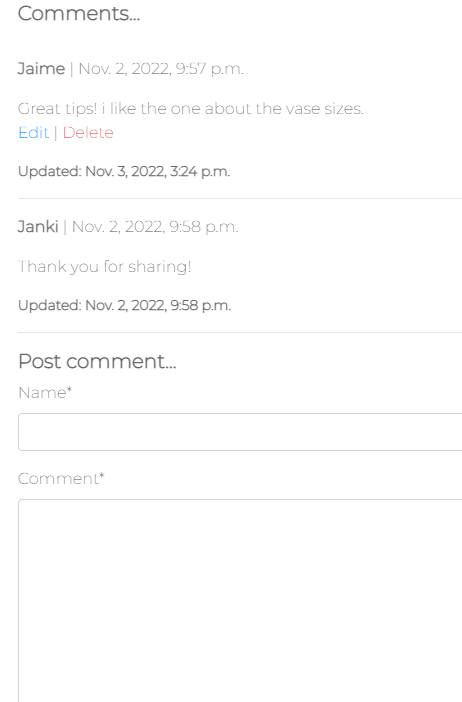 Comments...
Jaime | Nov. 2, 2022, 9:57 p.m.
Great tips! i like the one about the vase sizes.
Edit | Delete
Updated: Nov. 3, 2022, 3:24 p.m.
Janki | Nov. 2, 2022, 9:58 p.m.
Thank you for sharing!
Updated: Nov. 2, 2022, 9:58 p.m.
Post comment...
Name*
Comment*